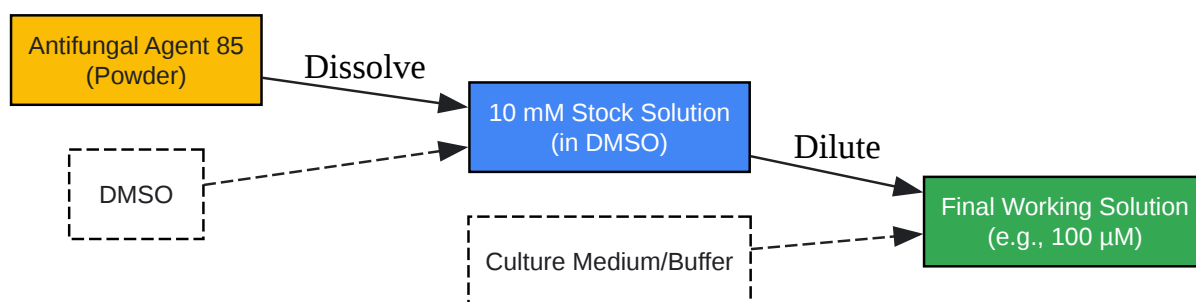 Antifungal Agent 85
(Powder)
Dissolve
10 mM Stock Solution
(in DMSO)
DMSO
Dilute
Final Working Solution
(e.g., 100 µM)
Culture Medium/Buffer